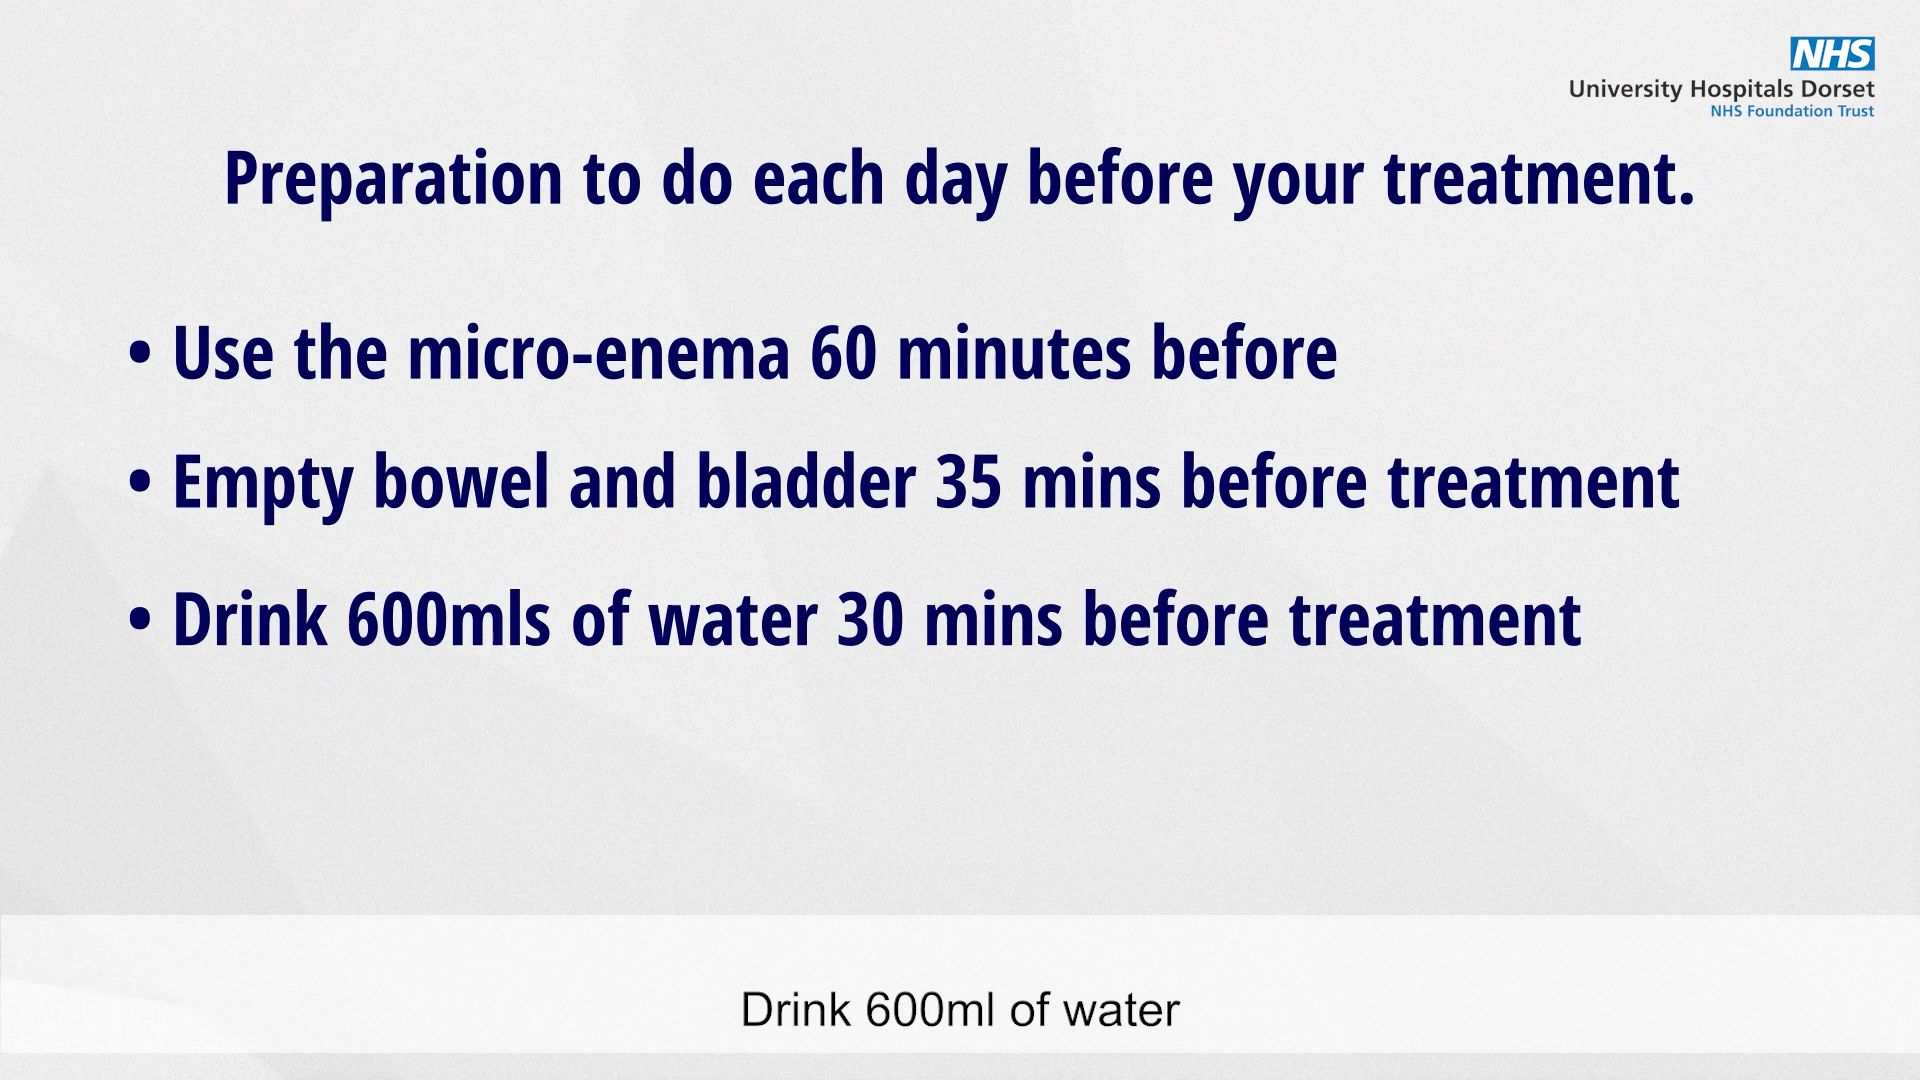 NHS
University Hospitals Dorset
NHS Foundation Trust
Preparation to do each day before your treatment.
• Use the micro-enema 60 minutes before
• Empty bowel and bladder 35 mins before treatment
• Drink 600mls of water 30 mins before treatment
Drink 600ml of water